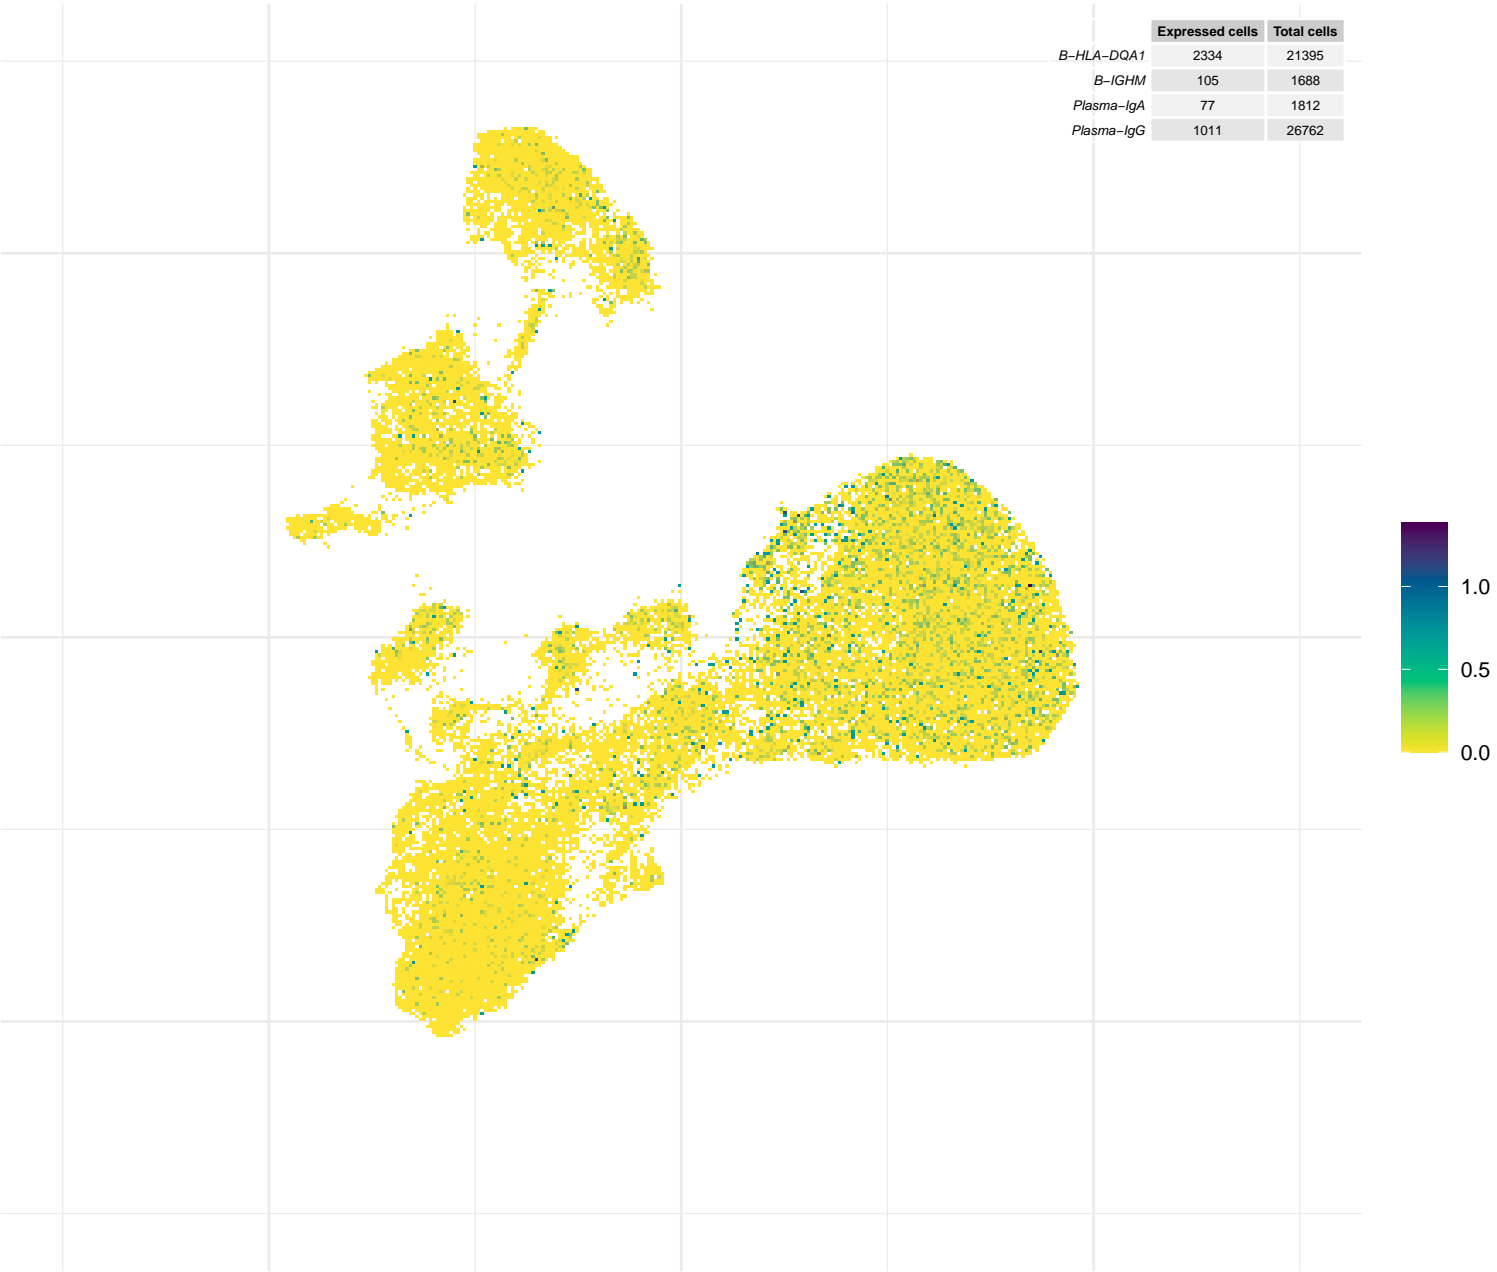 Expressed cells Total cells
B−HLA−DQA1 2334 21395
B−IGHM 105 1688
Plasma−IgA 77 1812
Plasma−IgG 1011 26762
1.0
0.5
0.0